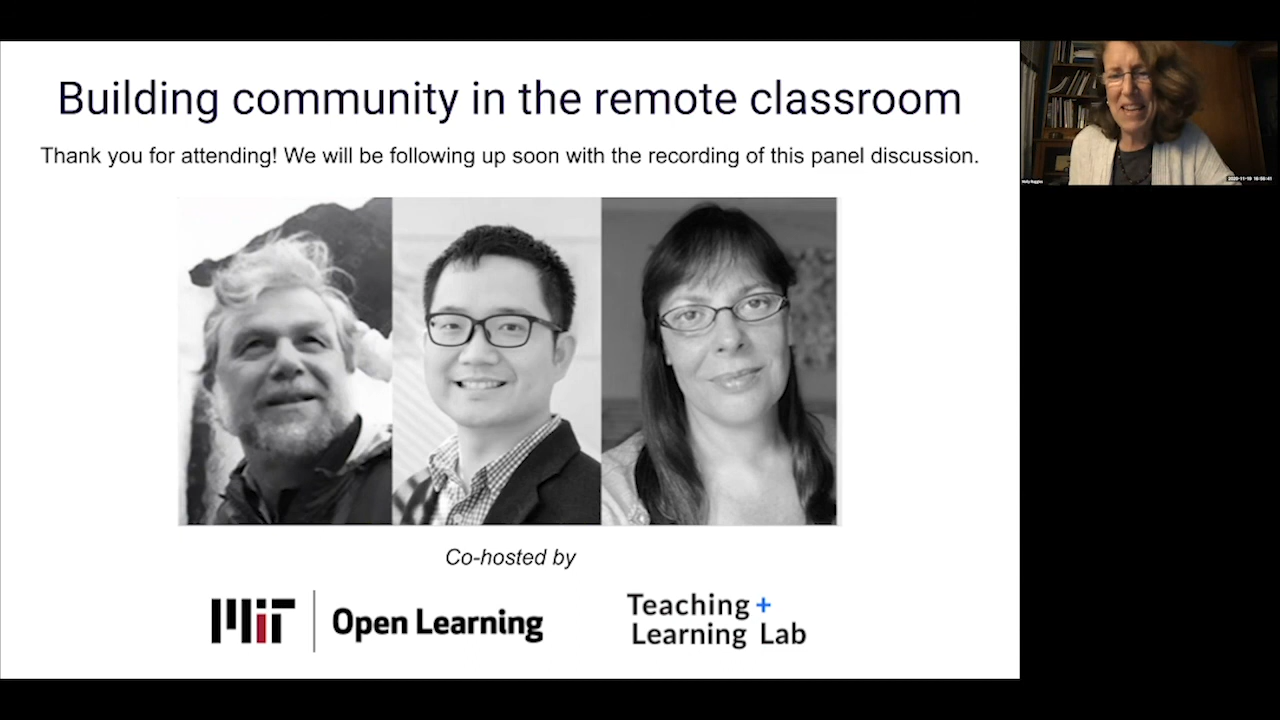 Building community in the remote classroom
Thank you for attending! We will be following up soon with the recording of this panel discussion.
Co-hosted by
MIT Open Learning
Teaching +
Learning Lab